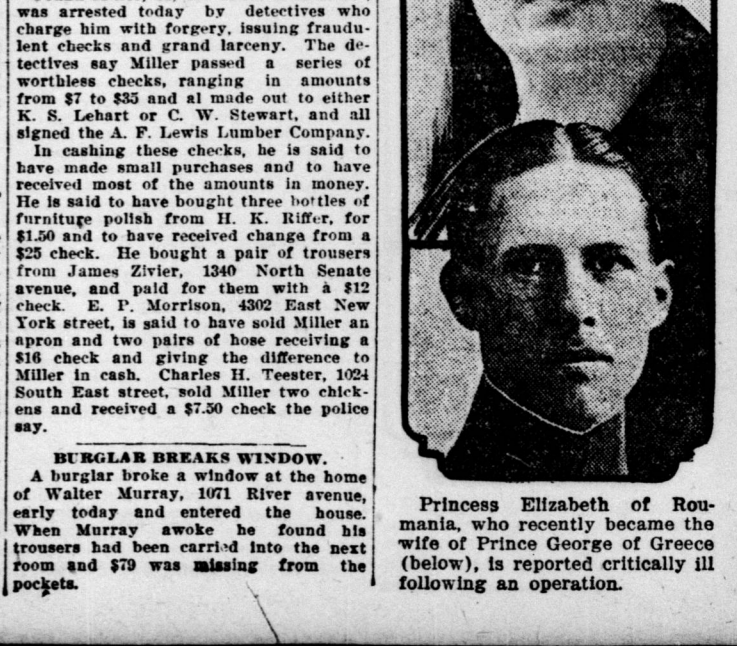 was arrested today by detectives who
charge him with forgery, issuing fraudu-
lent checks and grand larceny. The de-
tectives say Miller passed a series of
worthless checks, ranging in amounts
from $7 to $35 and al made out to either
K. S. Lehart or C. W. Stewart, and all
signed the A. F. Lewis Lumber Company.
In cashing these checks, he is said to
have made small purchases and to have
received most of the amounts in money.
He is said to have bought three bottles of
furniture polish from H. K. Riffer, for
$1.50 and to have received change from a
$25 check. He bought a pair of trousers
from James Zivier, 1340 North Senate
avenue, and paid for them with a $12
check. E. P. Morrison, 4302 East New
York street, is said to have sold Miller an
apron and two pairs of hose receiving a
$16 check and giving the difference to
Miller in cash. Charles H. Teester, 1024
South East street, sold Miller two chick-
ens and received a $7.50 check the police
say.
BURGLAR BREAKS WINDOW.
A burglar broke a window at the home
of Walter Murray, 1071 River avenue,
early today and entered the house.
When Murray awoke he found his
trousers had been carried into the next
room and $79 was missing from the
pockets.
Princess Elizabeth of Rou-
mania, who recently became the
wife of Prince George of Greece
(below), is reported critically ill
following an operation.